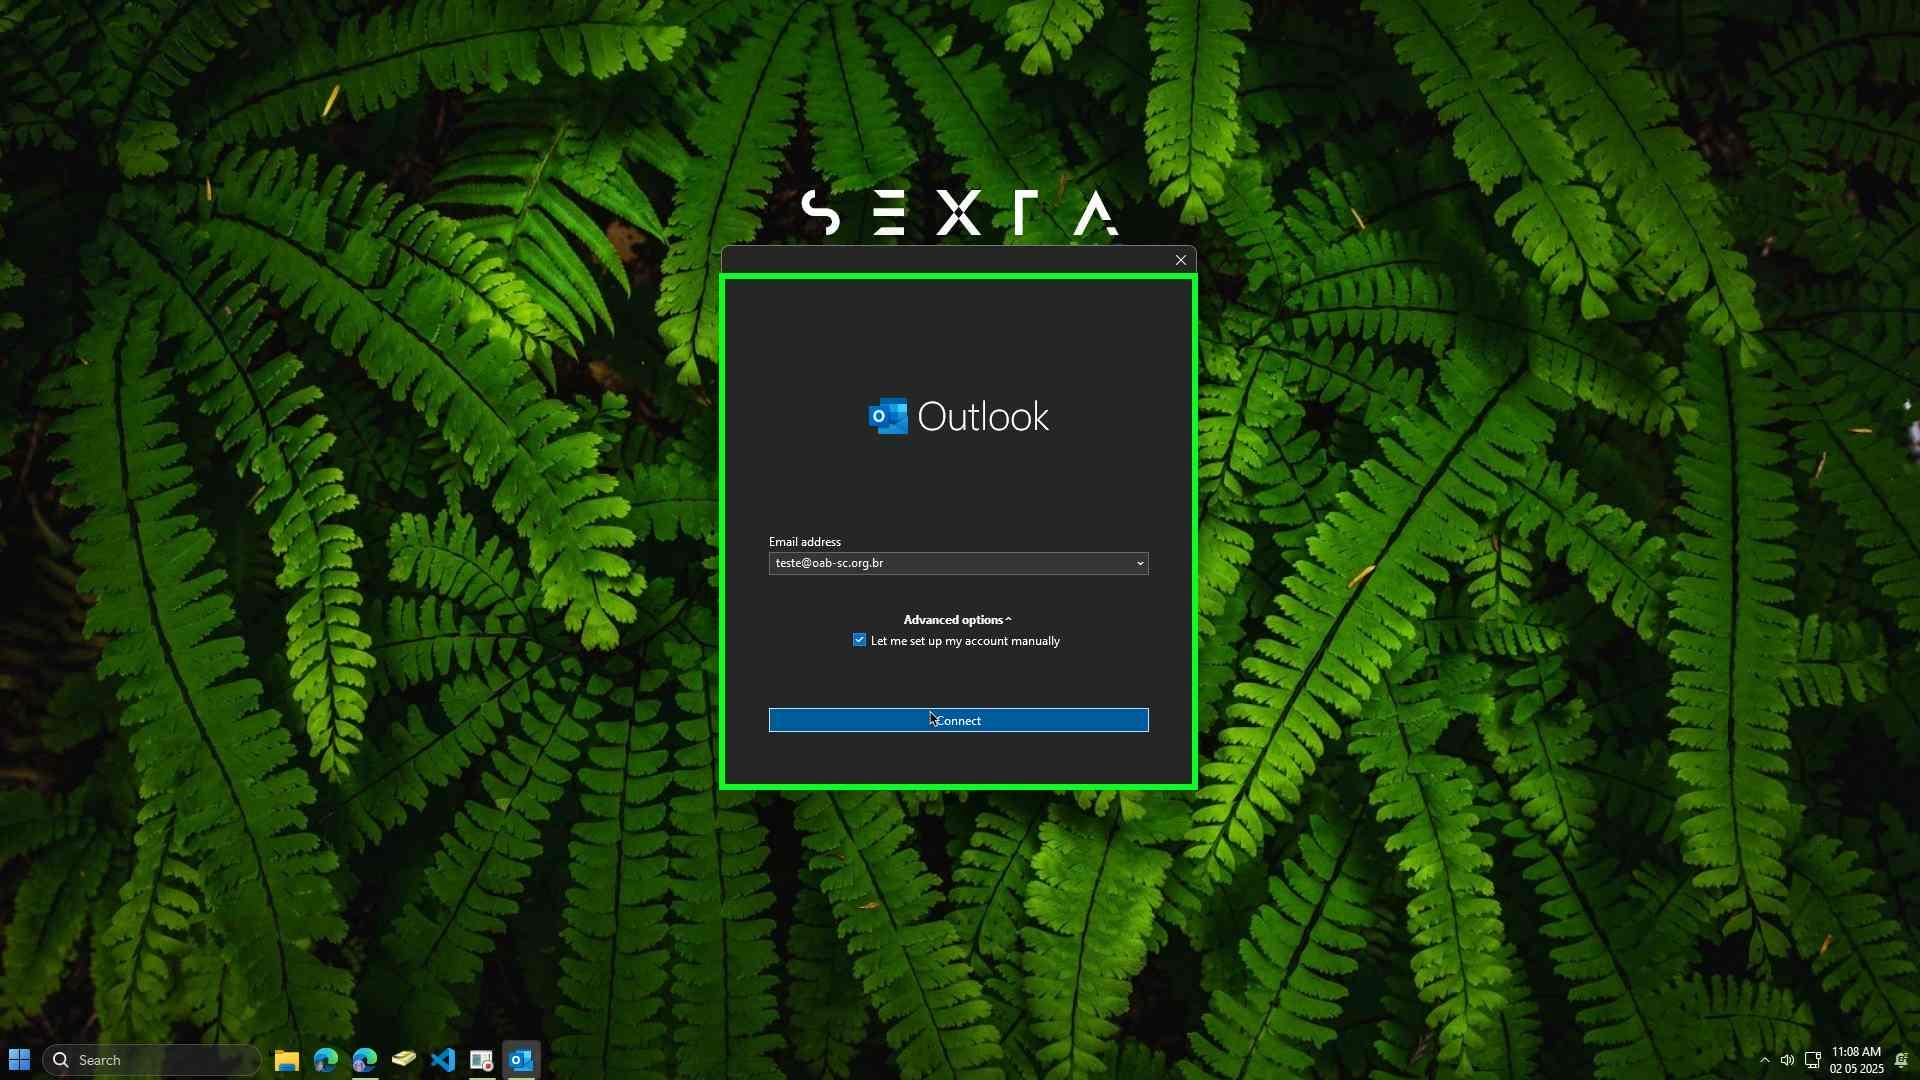 SEXTA
Outlook
Email address
teste@oab-sc.org.br
Advanced options
Let me set up my account manually
Connect
Search
11:08 AM
02 05 2025